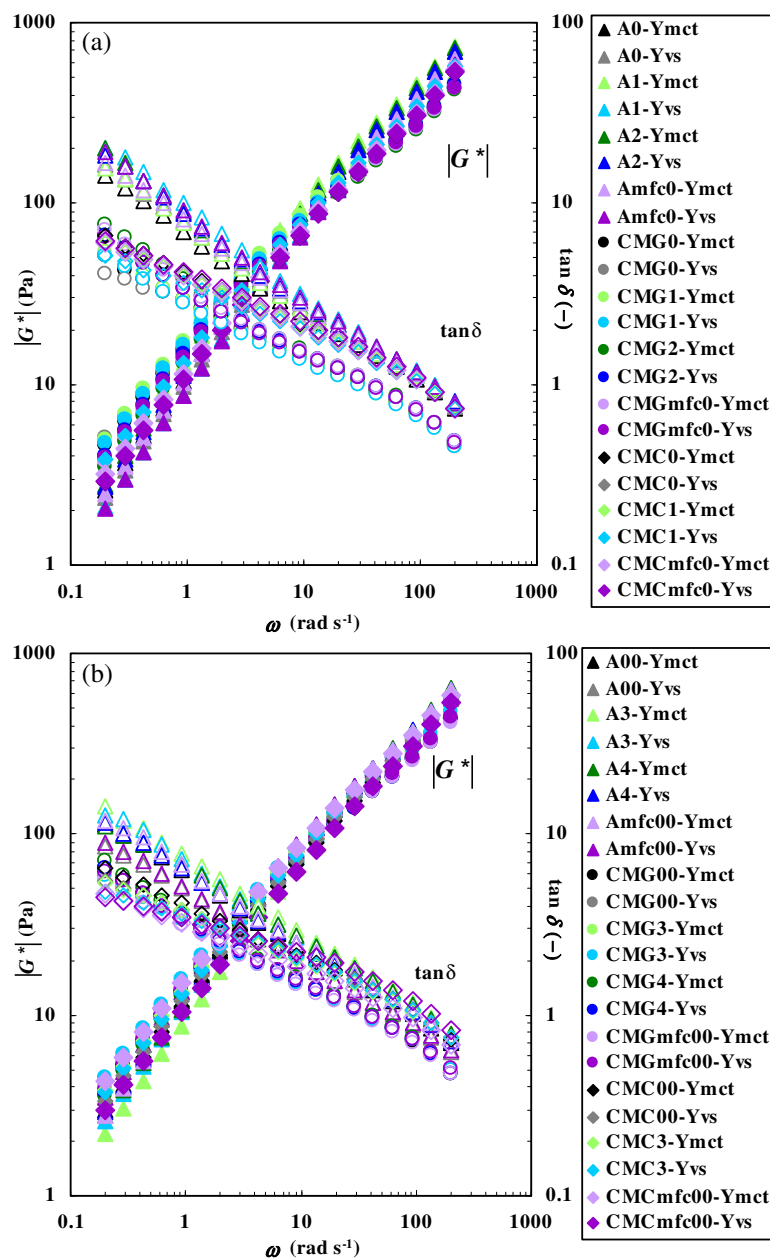 (a)
1000
100
10
1
|G*| (Pa)
0.1
1
10
100
1000
ω (rad s⁻¹)
100
10
1
0.1
tan δ (–)
|G*|
tanδ
A0-Ymct
A0-Yvs
A1-Ymct
A1-Yvs
A2-Ymct
A2-Yvs
Amfc0-Ymct
Amfc0-Yvs
CMG0-Ymct
CMG0-Yvs
CMG1-Ymct
CMG1-Yvs
CMG2-Ymct
CMG2-Yvs
CMGmfc0-Ymct
CMGmfc0-Yvs
CMC0-Ymct
CMC0-Yvs
CMC1-Ymct
CMC1-Yvs
CMCmfc0-Ymct
CMCmfc0-Yvs
(b)
1000
100
10
1
|G*| (Pa)
0.1
1
10
100
1000
ω (rad s⁻¹)
100
10
1
0.1
tan δ (–)
|G*|
tanδ
A00-Ymct
A00-Yvs
A3-Ymct
A3-Yvs
A4-Ymct
A4-Yvs
Amfc00-Ymct
Amfc00-Yvs
CMG00-Ymct
CMG00-Yvs
CMG3-Ymct
CMG3-Yvs
CMG4-Ymct
CMG4-Yvs
CMGmfc00-Ymct
CMGmfc00-Yvs
CMC00-Ymct
CMC00-Yvs
CMC3-Ymct
CMC3-Yvs
CMCmfc00-Ymct
CMCmfc00-Yvs